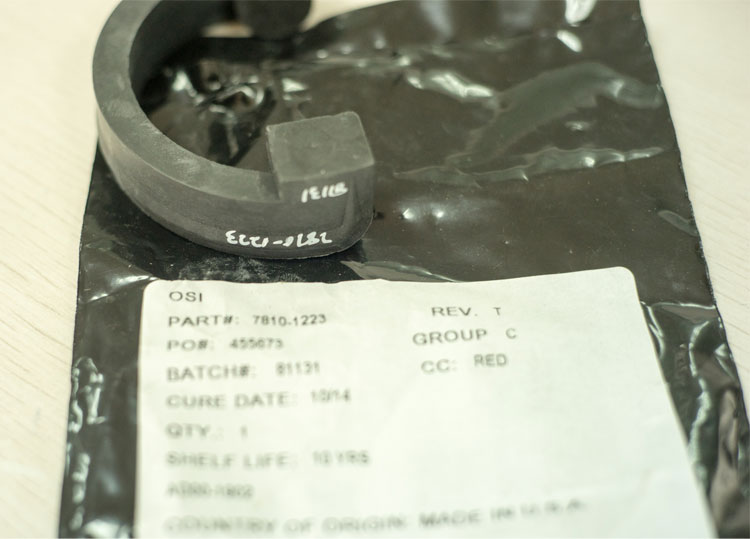 81131
7810-1223
OSI
PART#: 7810-1223 REV. T
PO#: 455673 GROUP C
BATCH#: 81131 CC: RED
CURE DATE: 10/14
QTY.: 1
SHELF LIFE: 10 YRS
COUNTRY OF ORIGIN: MADE IN U.S.A.